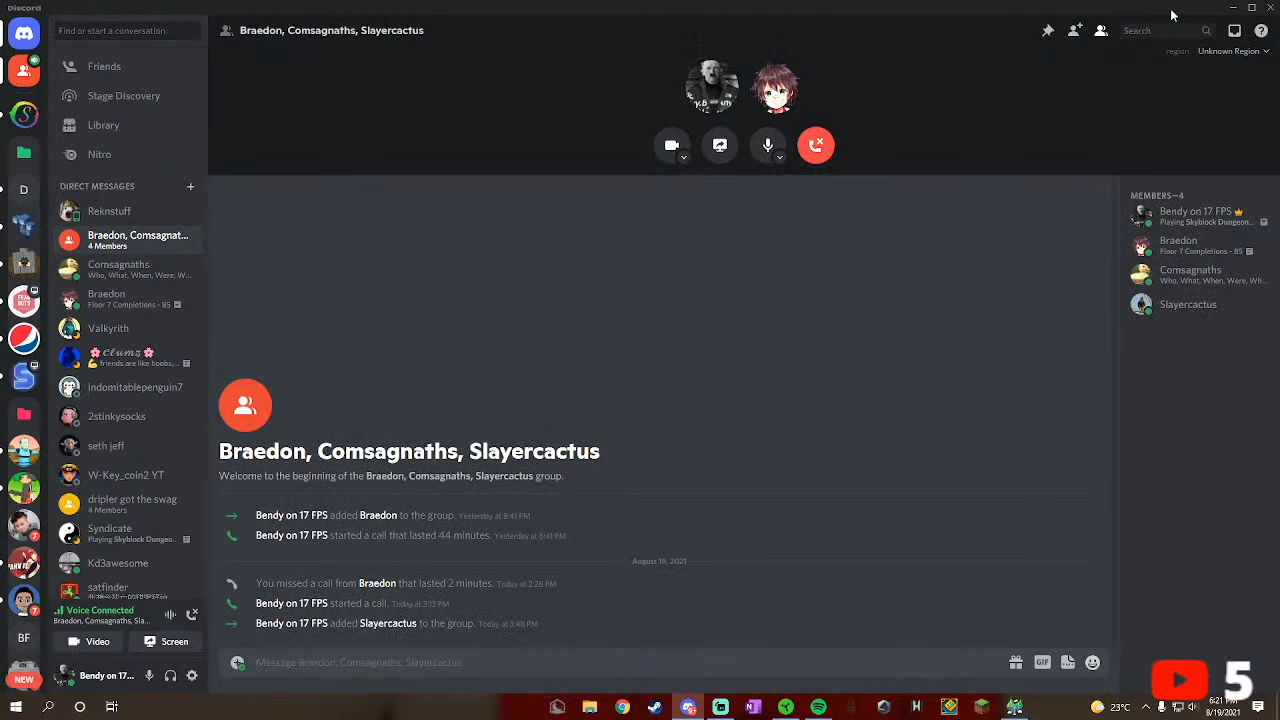 Discord
Find or start a conversation
Friends
Stage Discovery
Library
Nitro
DIRECT MESSAGES
Reknstuff
Braedon, Comsagnat...
4 Members
Comsagnaths
Who, What, When, Were, W...
Braedon
Floor 7 Completions - 85
Valkyrith
🌸𝓒𝓵𝓾𝓶𝔃🌸
💪 friends are like boobs,...
Indomitablepenguin7
2stinkysocks
seth jeff
W-Key_coin2 YT
dripler got the swag
4 Members
Syndicate
Playing Skyblock Dungeon...
Kd3awesome
satfinder
Voice Connected
Braedon, Comsagnaths, Sla...
Video
Screen
Bendy on 17...
D
7
7
BF
NEW
Braedon, Comsagnaths, Slayercactus
Search
region
Unknown Region
Braedon, Comsagnaths, Slayercactus
Welcome to the beginning of the Braedon, Comsagnaths, Slayercactus group.
Bendy on 17 FPS added Braedon to the group. Yesterday at 8:41 PM
Bendy on 17 FPS started a call that lasted 44 minutes. Yesterday at 8:41 PM
August 19, 2021
You missed a call from Braedon that lasted 2 minutes. Today at 2:28 PM
Bendy on 17 FPS started a call. Today at 3:13 PM
Bendy on 17 FPS added Slayercactus to the group. Today at 3:48 PM
Message Braedon, Comsagnaths, Slayercactus
GIF
MEMBERS—4
Bendy on 17 FPS
Playing Skyblock Dungeon...
Braedon
Floor 7 Completions - 85
Comsagnaths
Who, What, When, Were, Wh...
Slayercactus
5
8/19/2021